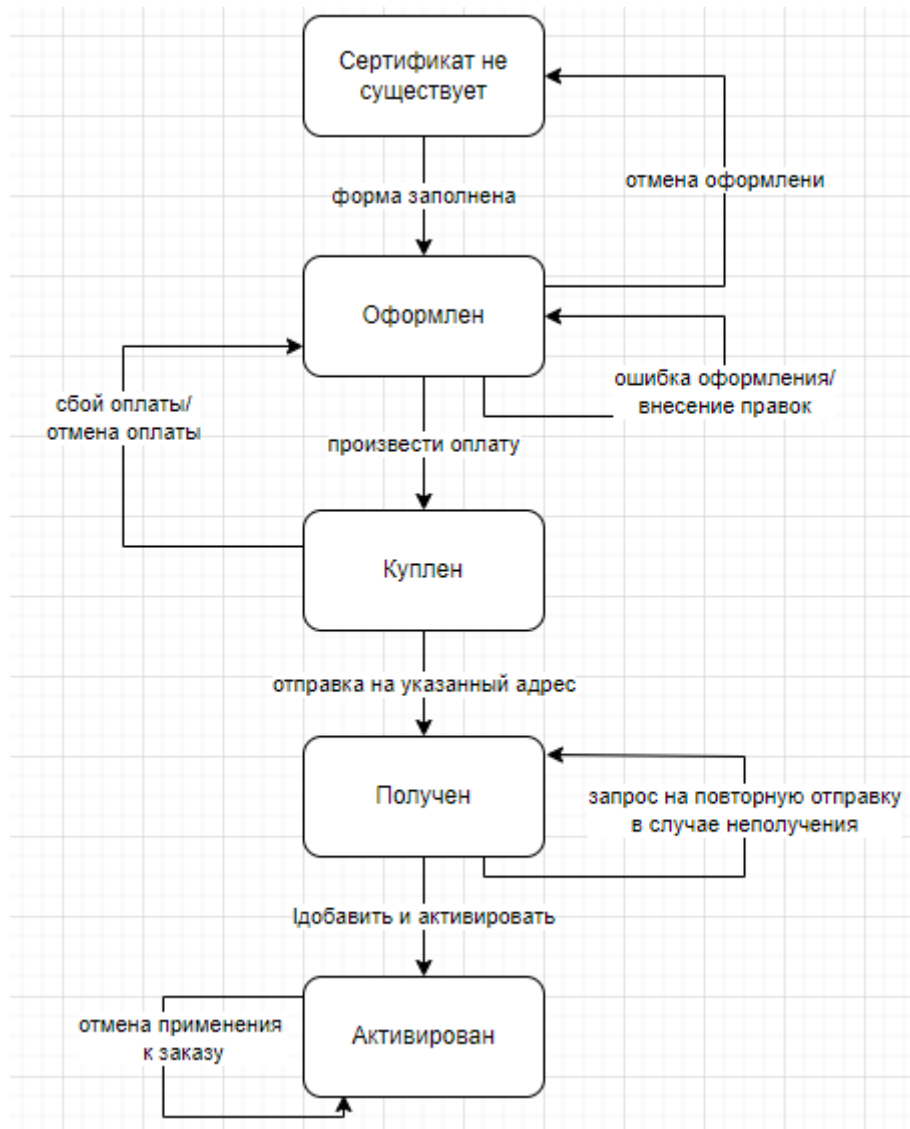 Сертификат не
существует
отмена оформлени
форма заполнена
Оформлен
ошибка оформления/
внесение правок
сбой оплаты/
отмена оплаты
произвести оплату
Куплен
отправка на указанный адрес
Получен
запрос на повторную отправку
в случае неполучения
Iдобавить и активировать
Активирован
отмена применения
к заказу